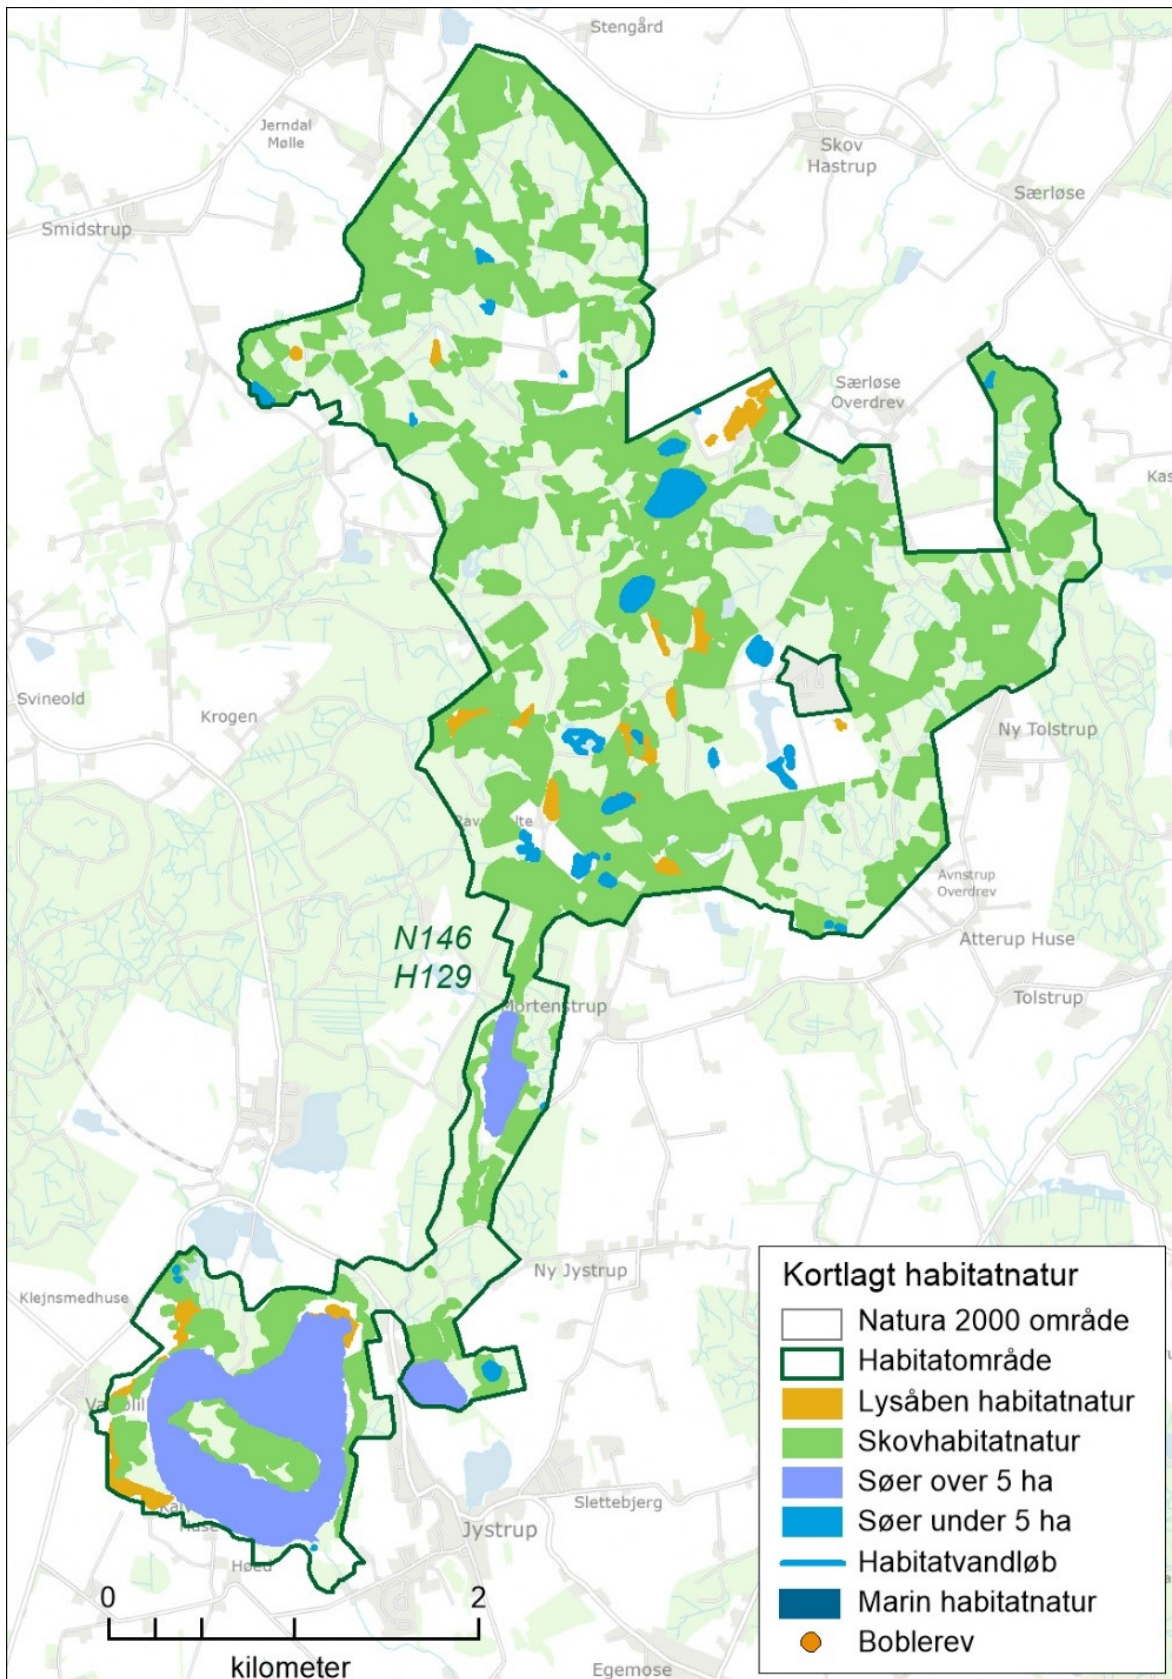 Stengård
Jerndal
Mølle
Skov
Hastrup
Særløse
Smidstrup
Særløse
Overdrev
Svineold
Krogen
Ny Tolstrup
Avnstrup
Overdrev
Atterup Huse
N146
H129
Tolstrup
Mortenstrup
Ny Jystrup
Klejnsmedhuse
Slettebjerg
Jystrup
Høed
Egemose
0
2
kilometer
Kortlagt habitatnatur
Natura 2000 område
Habitatområde
Lysåben habitatnatur
Skovhabitatnatur
Søer over 5 ha
Søer under 5 ha
Habitatvandløb
Marin habitatnatur
Boblerev